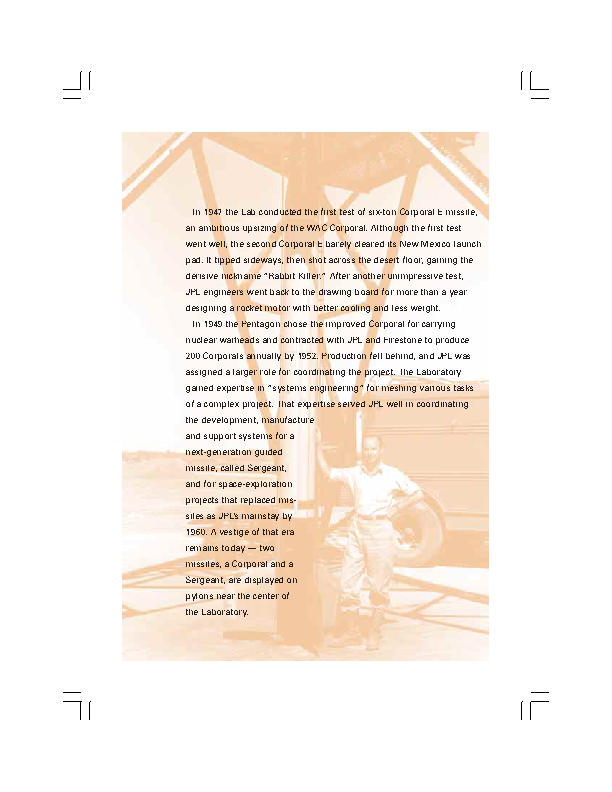 In 1947 the Lab conducted the first test of six-ton Corporal E missile,
an ambitious upsizing of the WAC Corporal. Although the first test
went well, the second Corporal E barely cleared its New Mexico launch
pad. It tipped sideways, then shot across the desert floor, gaining the
derisive nickname “Rabbit Killer.” After another unimpressive test,
JPL engineers went back to the drawing board for more than a year
designing a rocket motor with better cooling and less weight.
In 1949 the Pentagon chose the improved Corporal for carrying
nuclear warheads and contracted with JPL and Firestone to produce
200 Corporals annually by 1952. Production fell behind, and JPL was
assigned a larger role for coordinating the project. The Laboratory
gained expertise in “systems engineering” for meshing various tasks
of a complex project. That expertise served JPL well in coordinating
the development, manufacture
and support systems for a
next-generation guided
missile, called Sergeant,
and for space-exploration
projects that replaced mis-
siles as JPL’s mainstay by
1960. A vestige of that era
remains today — two
missiles, a Corporal and a
Sergeant, are displayed on
pylons near the center of
the Laboratory.